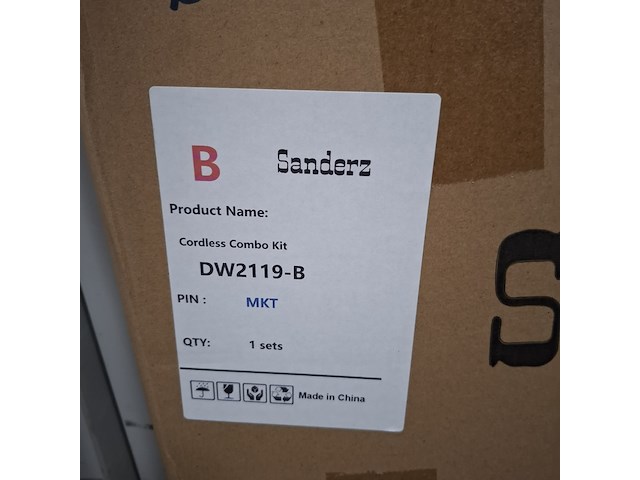 B Sanderz
Product Name:
Cordless Combo Kit
DW2119-B
PIN : MKT
QTY: 1 sets
Made in China
S